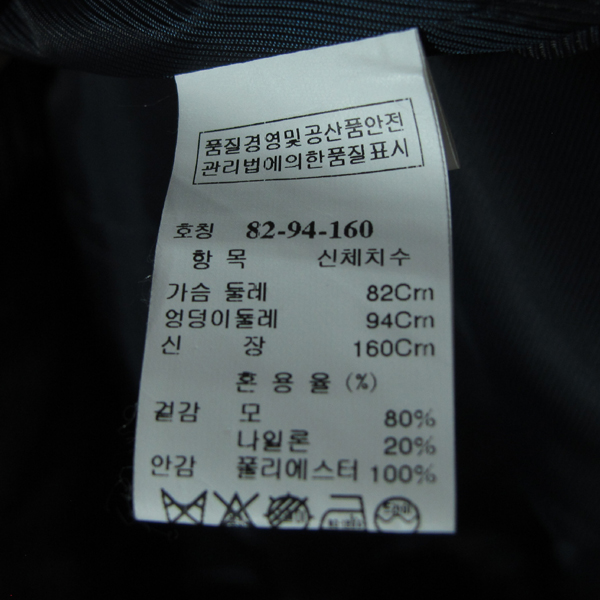 품질경영및공산품안전
관리법에의한품질표시
호칭 82-94-160
항 목 신체치수
가슴 둘레 82Cm
엉덩이둘레 94Cm
신 장 160Cm
혼 용 율 (%)
겉감 모 80%
나일론 20%
안감 폴리에스터 100%